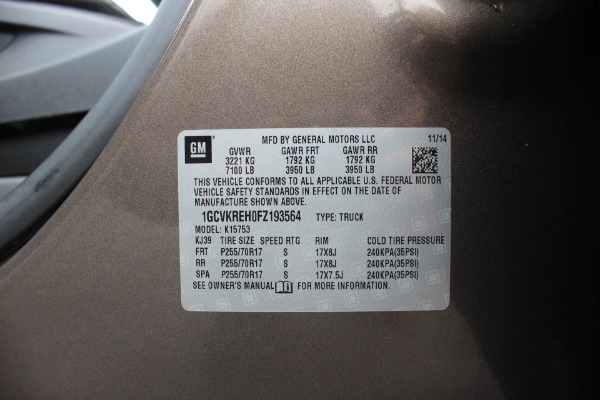 GM
MFD BY GENERAL MOTORS LLC 11/14
GVWR GAWR FRT GAWR RR
3221 KG 1792 KG 1792 KG
7100 LB 3950 LB 3950 LB
THIS VEHICLE CONFORMS TO ALL APPLICABLE U.S. FEDERAL MOTOR
VEHICLE SAFETY STANDARDS IN EFFECT ON THE DATE OF
MANUFACTURE SHOWN ABOVE.
1GCVKREH0FZ193564 TYPE: TRUCK
MODEL: K15753
KJ39 TIRE SIZE SPEED RTG RIM COLD TIRE PRESSURE
FRT P255/70R17 S 17X8J 240KPA(35PSI)
RR P255/70R17 S 17X8J 240KPA(35PSI)
SPA P255/70R17 S 17X7.5J 240KPA(35PSI)
SEE OWNER'S MANUAL FOR MORE INFORMATION.